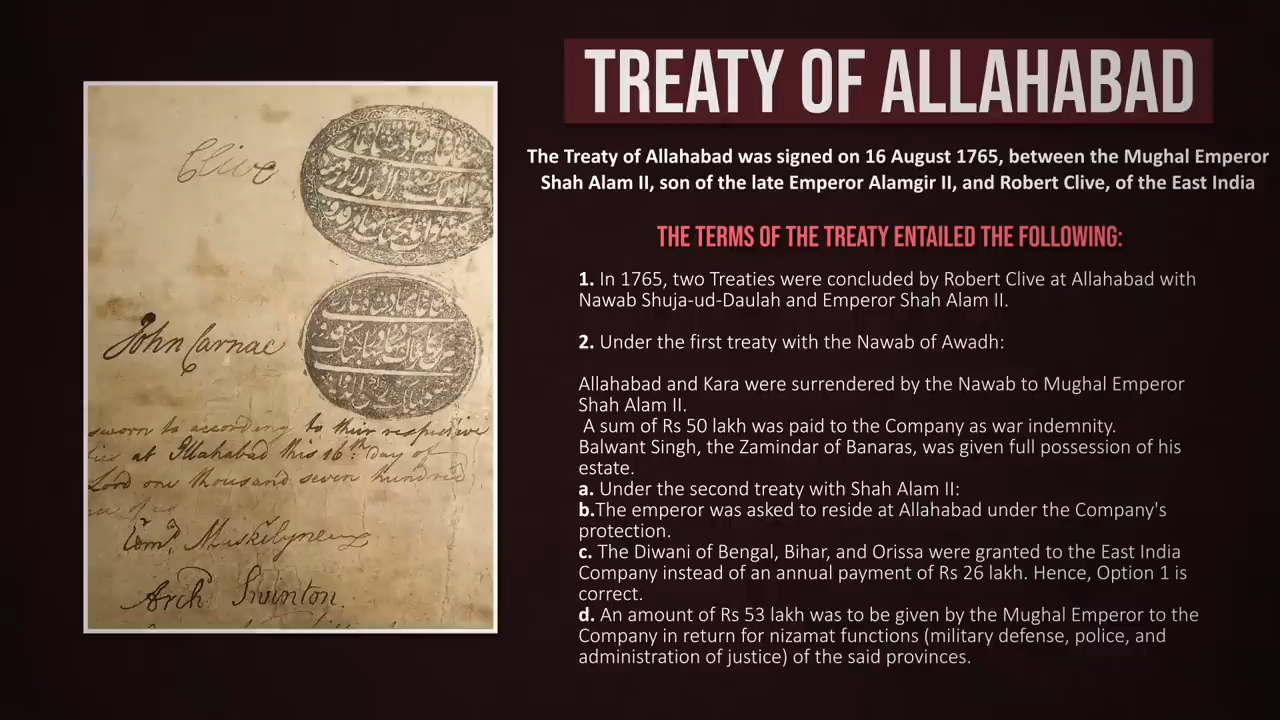 TREATY OF ALLAHABAD
The Treaty of Allahabad was signed on 16 August 1765, between the Mughal Emperor
Shah Alam II, son of the late Emperor Alamgir II, and Robert Clive, of the East India
THE TERMS OF THE TREATY ENTAILED THE FOLLOWING:
1. In 1765, two Treaties were concluded by Robert Clive at Allahabad with
Nawab Shuja-ud-Daulah and Emperor Shah Alam II.
2. Under the first treaty with the Nawab of Awadh:
Allahabad and Kara were surrendered by the Nawab to Mughal Emperor
Shah Alam II.
A sum of Rs 50 lakh was paid to the Company as war indemnity.
Balwant Singh, the Zamindar of Banaras, was given full possession of his
estate.
a. Under the second treaty with Shah Alam II:
b.The emperor was asked to reside at Allahabad under the Company's
protection.
c. The Diwani of Bengal, Bihar, and Orissa were granted to the East India
Company instead of an annual payment of Rs 26 lakh. Hence, Option 1 is
correct.
d. An amount of Rs 53 lakh was to be given by the Mughal Emperor to the
Company in return for nizamat functions (military defense, police, and
administration of justice) of the said provinces.
Clive
John Carnac
sworn to according to their respective
at Allahabad this 16th day of
Lord one thousand seven hundred
Arch. Swinton.